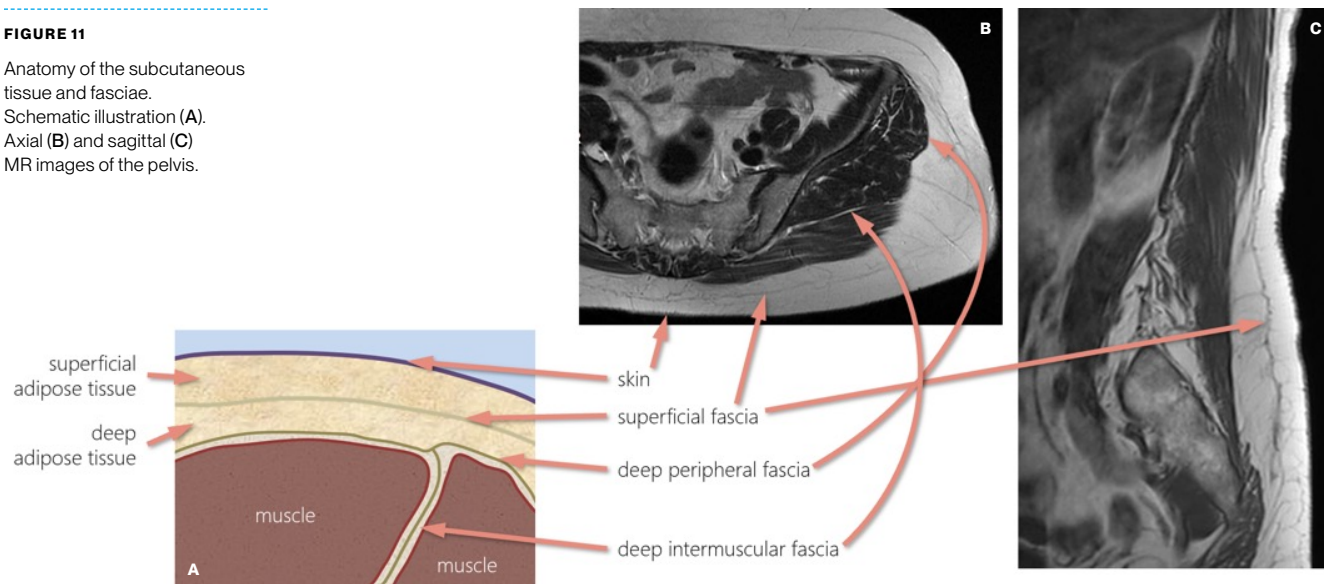 FIGURE 11
Anatomy of the subcutaneous
tissue and fasciae.
Schematic illustration (A).
Axial (B) and sagittal (C)
MR images of the pelvis.
B
C
superficial
adipose tissue
deep
adipose tissue
muscle
muscle
A
skin
superficial fascia
deep peripheral fascia
deep intermuscular fascia